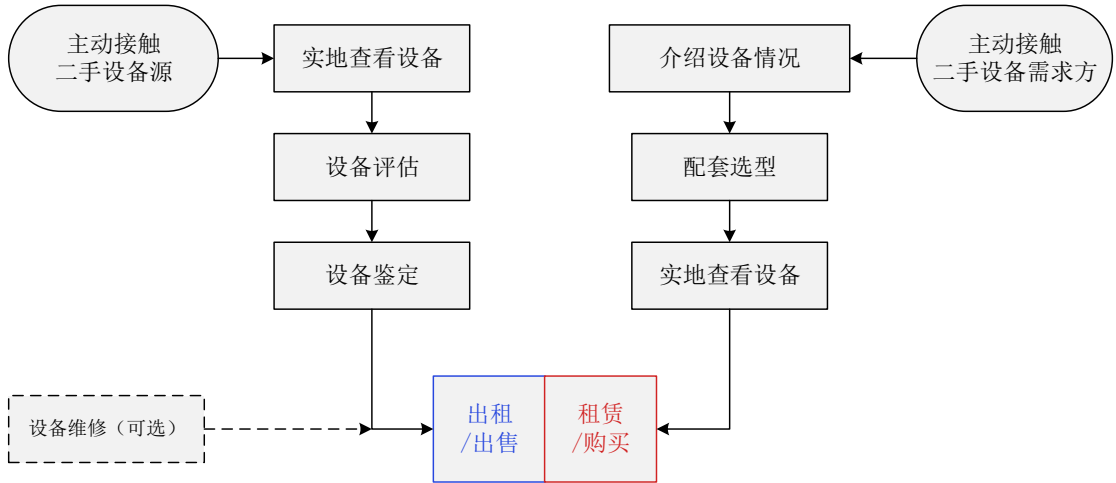 主动接触
二手设备源
实地查看设备
介绍设备情况
主动接触
二手设备需求方
设备评估
配套选型
设备鉴定
实地查看设备
设备维修（可选）
出租
/出售
租赁
/购买